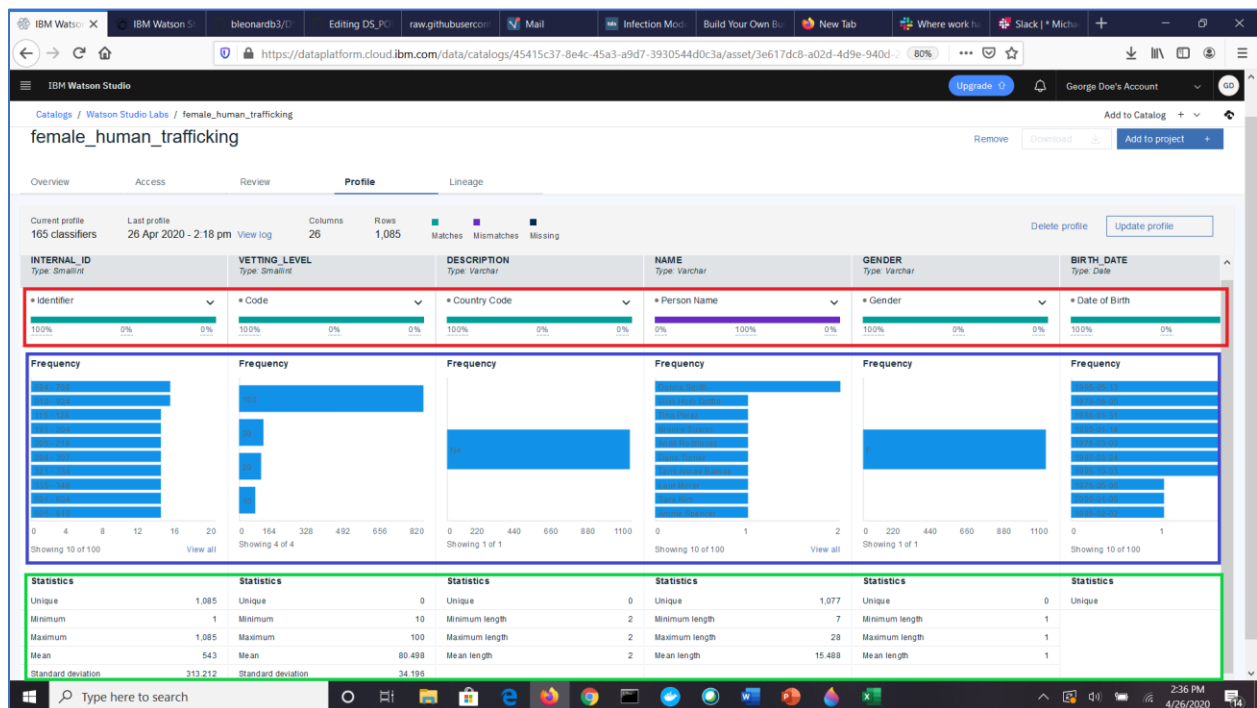 IBM Watson
IBM Watson St
bleonardb3/D
Editing DS_PO
raw.githubusercon
Mail
Infection Mode
Build Your Own Bu
New Tab
Where work ha
Slack | * Micha
https://dataplatform.cloud.ibm.com/data/catalogs/45415c37-8e4c-45a3-a9d7-3930544d0c3a/asset/3e617dc8-a02d-4d9e-940d-2
80%
IBM Watson Studio
Upgrade
George Doe's Account
GD
Catalogs / Watson Studio Labs / female_human_trafficking
Add to Catalog +
female_human_trafficking
Remove Download Add to project +
Overview Access Review Profile Lineage
Current profile Last profile Columns Rows
165 classifiers 26 Apr 2020 - 2:18 pm View log 26 1,085 Matches Mismatches Missing
Delete profile Update profile
INTERNAL_ID VETTING_LEVEL DESCRIPTION NAME GENDER BIRTH_DATE
Type: Smallint Type: Smallint Type: Varchar Type: Varchar Type: Varchar Type: Date
Identifier Code Country Code Person Name Gender Date of Birth
100% 0% 0% 100% 0% 0% 100% 0% 0% 0% 100% 0% 100% 0% 0% 100% 0%
Frequency Frequency Frequency Frequency Frequency Frequency
0 4 8 12 16 20 0 164 328 492 656 820 0 220 440 660 880 1100 0 1 2 0 220 440 660 880 1100 0 1
Showing 10 of 100 View all Showing 4 of 4 Showing 1 of 1 Showing 10 of 100 View all Showing 1 of 1 Showing 10 of 100
Statistics Statistics Statistics Statistics Statistics Statistics
Unique 1,085 Unique 0 Unique 0 Unique 1,077 Unique 0 Unique
Minimum 1 Minimum 10 Minimum length 2 Minimum length 7 Minimum length 1
Maximum 1,085 Maximum 100 Maximum length 2 Maximum length 28 Maximum length 1
Mean 543 Mean 80.498 Mean length 2 Mean length 15.488 Mean length 1
Standard deviation 313.212 Standard deviation 34.196
Type here to search
2:36 PM
4/26/2020
14